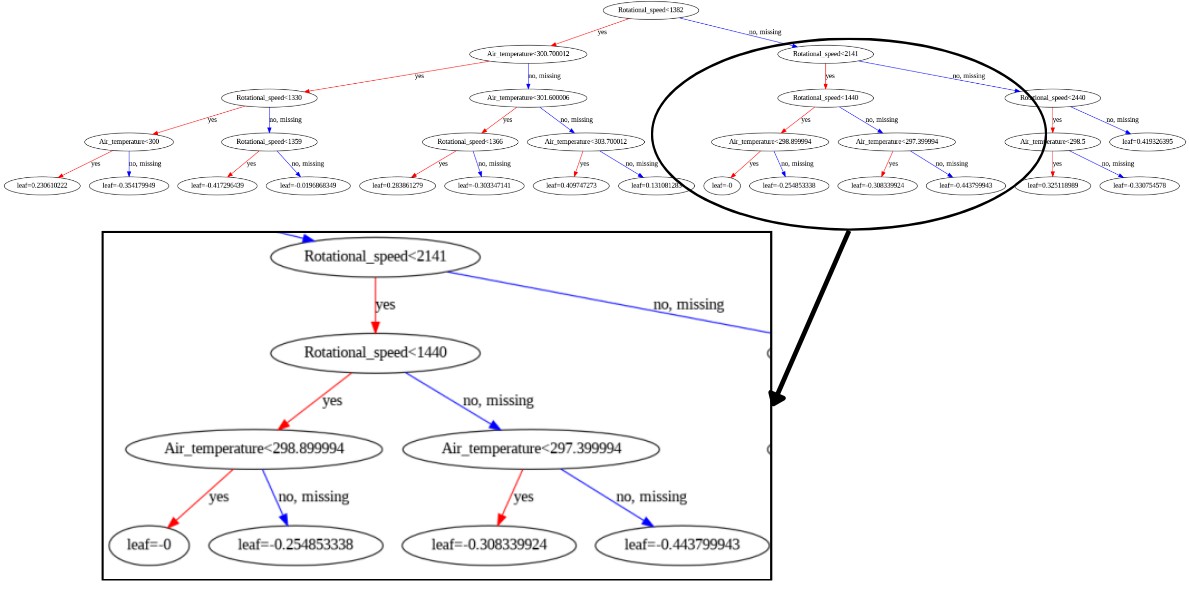 Rotational_speed<1382
yes
no, missing
Air_temperature<300.700012
Rotational_speed<2141
yes
no, missing
yes
no, missing
Rotational_speed<1330
Air_temperature<301.600006
Rotational_speed<1440
Rotational_speed<2440
yes
no, missing
yes
no, missing
yes
no, missing
yes
no, missing
Air_temperature<300
Rotational_speed<1359
Rotational_speed<1366
Air_temperature<303.700012
Air_temperature<298.899994
Air_temperature<297.399994
Air_temperature<298.5
leaf=0.419326395
yes
no, missing
yes
no, missing
yes
no, missing
yes
no, missing
yes
no, missing
yes
no, missing
yes
no, missing
leaf=-0.354179949
leaf=-0.417296439
leaf=-0.0196868349
leaf=0.283861279
leaf=-0.303347141
leaf=0.409747273
leaf=-0
leaf=-0.254853338
leaf=-0.308339924
leaf=-0.443799943
leaf=0.325118989
leaf=-0.330754578
Rotational_speed<2141
yes
no, missing
Rotational_speed<1440
yes
no, missing
Air_temperature<298.899994
Air_temperature<297.399994
yes
no, missing
yes
no, missing
leaf=-0
leaf=-0.254853338
leaf=-0.308339924
leaf=-0.443799943